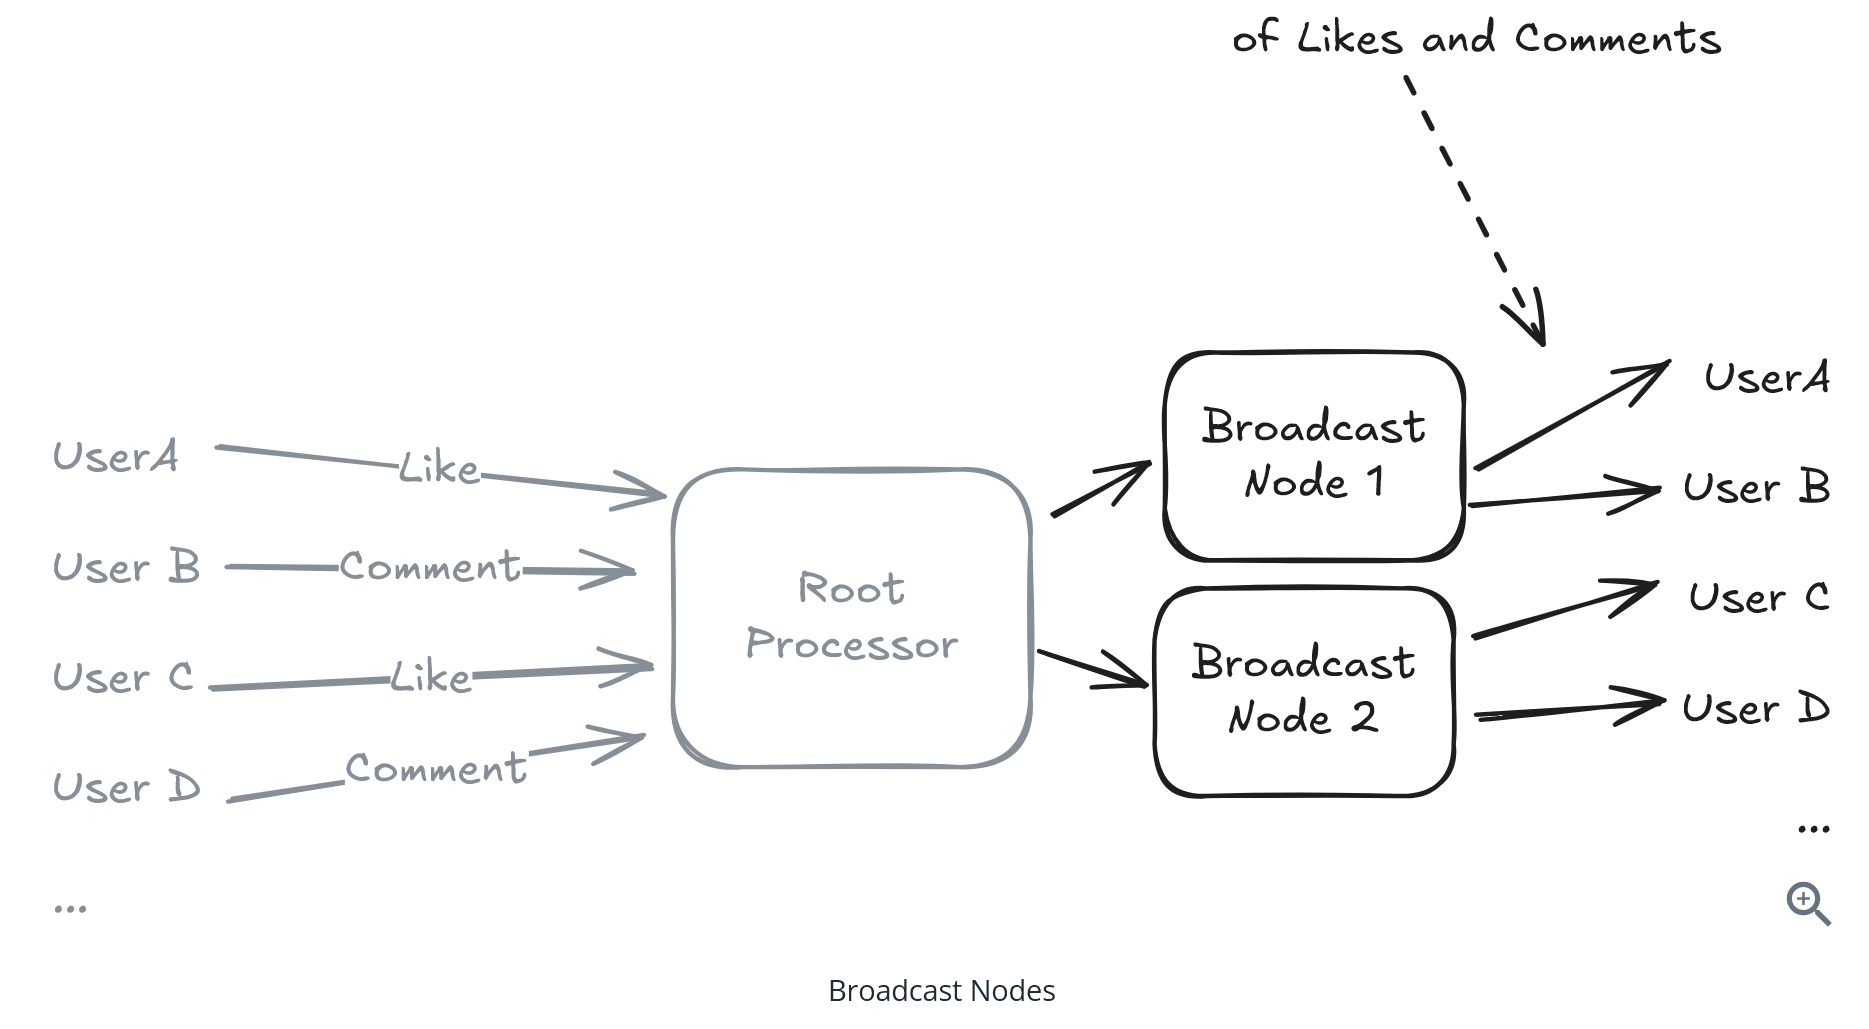 of Likes and Comments
UserA
Like
User B
Comment
User C
Like
User D
Comment
...
Root
Processor
Broadcast
Node 1
Broadcast
Node 2
UserA
User B
User C
User D
...
Broadcast Nodes